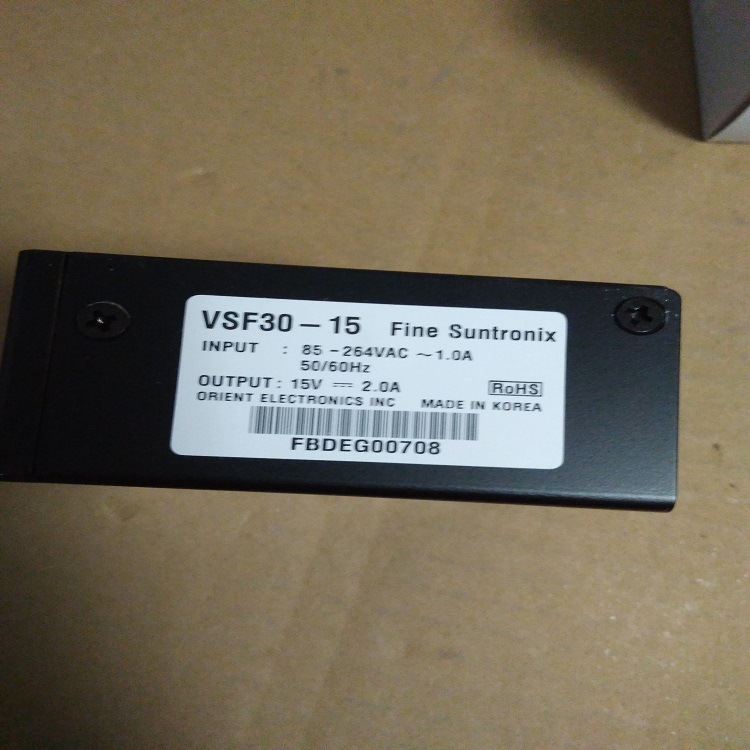 VSF30-15 Fine Suntronix
INPUT : 85-264VAC ~1.0A
50/60Hz
OUTPUT: 15V ⎓ 2.0A RoHS
ORIENT ELECTRONICS INC MADE IN KOREA
FBDEG00708